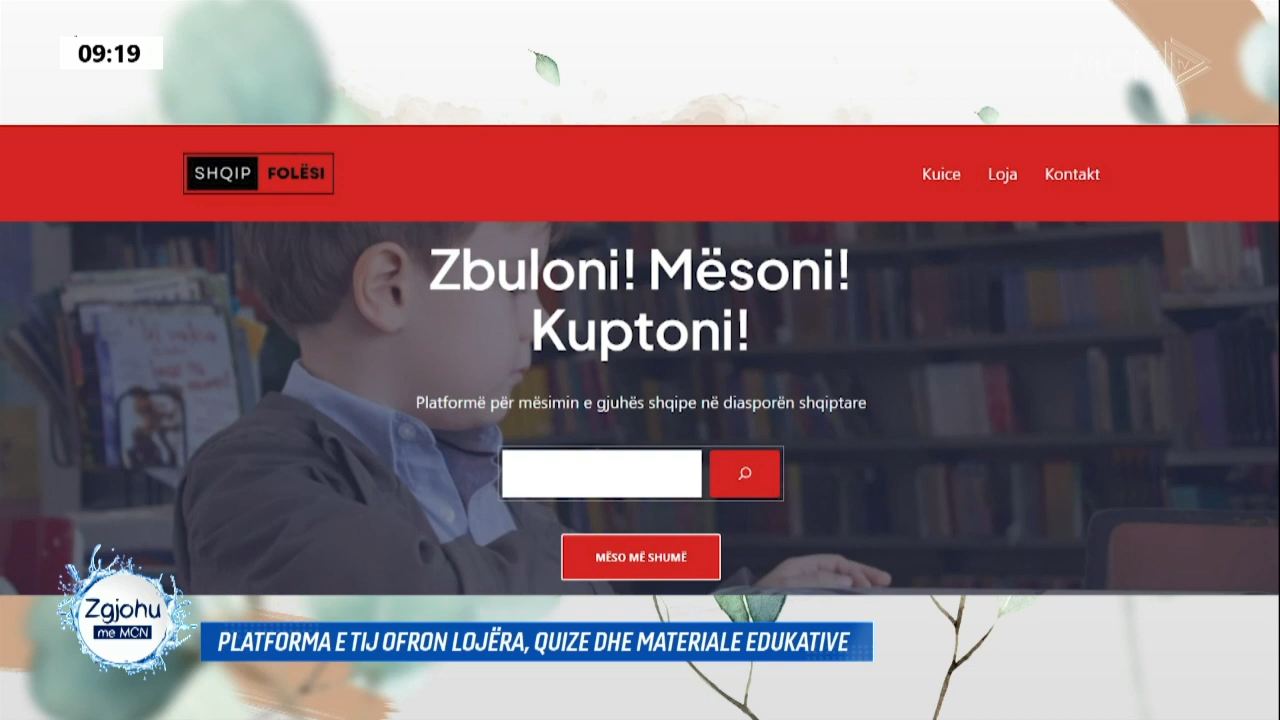 09:19
SHQIP FOLËSI
Kuice Loja Kontakt
Zbuloni! Mësoni!
Kuptoni!
Platformë për mësimin e gjuhës shqipe në diasporën shqiptare
MËSO MË SHUMË
Zgjohu
me MCN
PLATFORMA E TIJ OFRON LOJËRA, QUIZE DHE MATERIALE EDUKATIVE